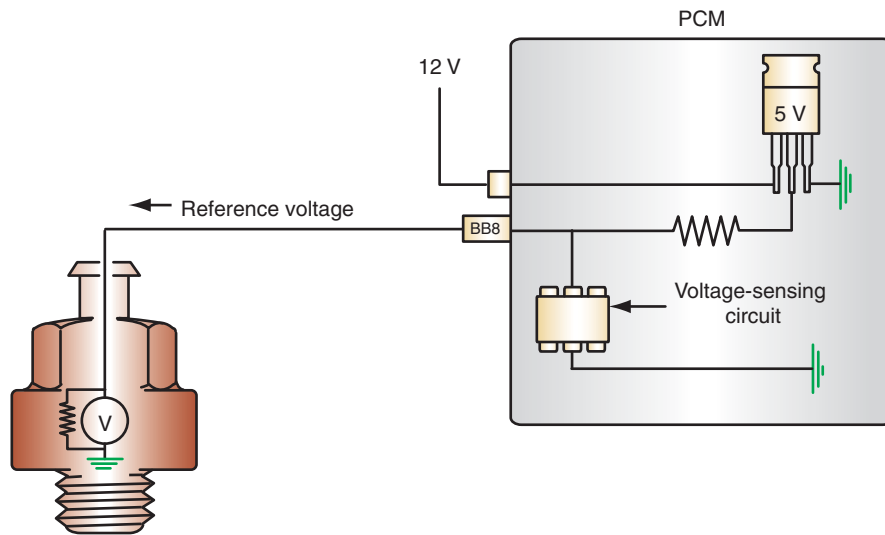 PCM
12 V
5 V
Reference voltage
BB8
Voltage-sensing
circuit
V